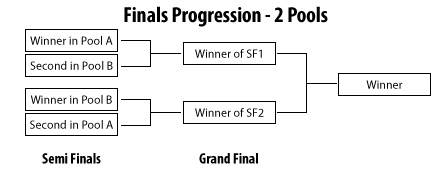 Finals Progression - 2 Pools
Winner in Pool A
Second in Pool B
Winner of SF1
Winner in Pool B
Second in Pool A
Winner of SF2
Winner
Semi Finals
Grand Final